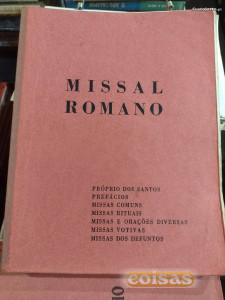 MISSAL
ROMANO
PRÓPRIO DOS SANTOS
PREFÁCIOS
MISSAS COMUNS
MISSAS RITUAIS
MISSAS E ORAÇÕES DIVERSAS
MISSAS VOTIVAS
MISSAS DOS DEFUNTOS
coisas